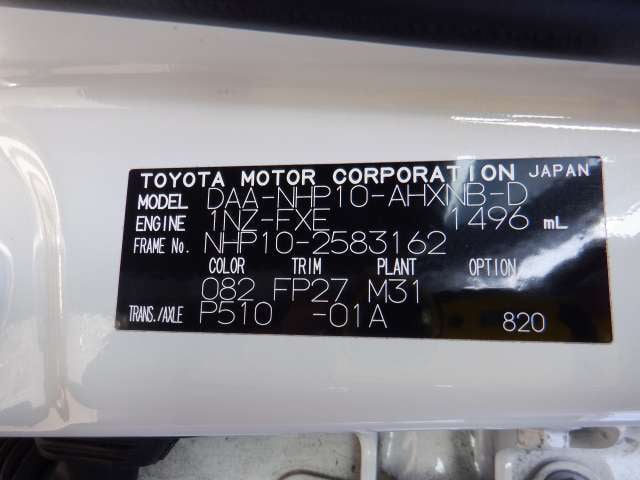 TOYOTA MOTOR CORPORATION JAPAN
MODEL DAA-NHP10-AHXNB-D
ENGINE 1NZ-FXE 1496 mL
FRAME No. NHP10-2583162
COLOR TRIM PLANT OPTION
082 FP27 M31
TRANS./AXLE P510 -01A 820